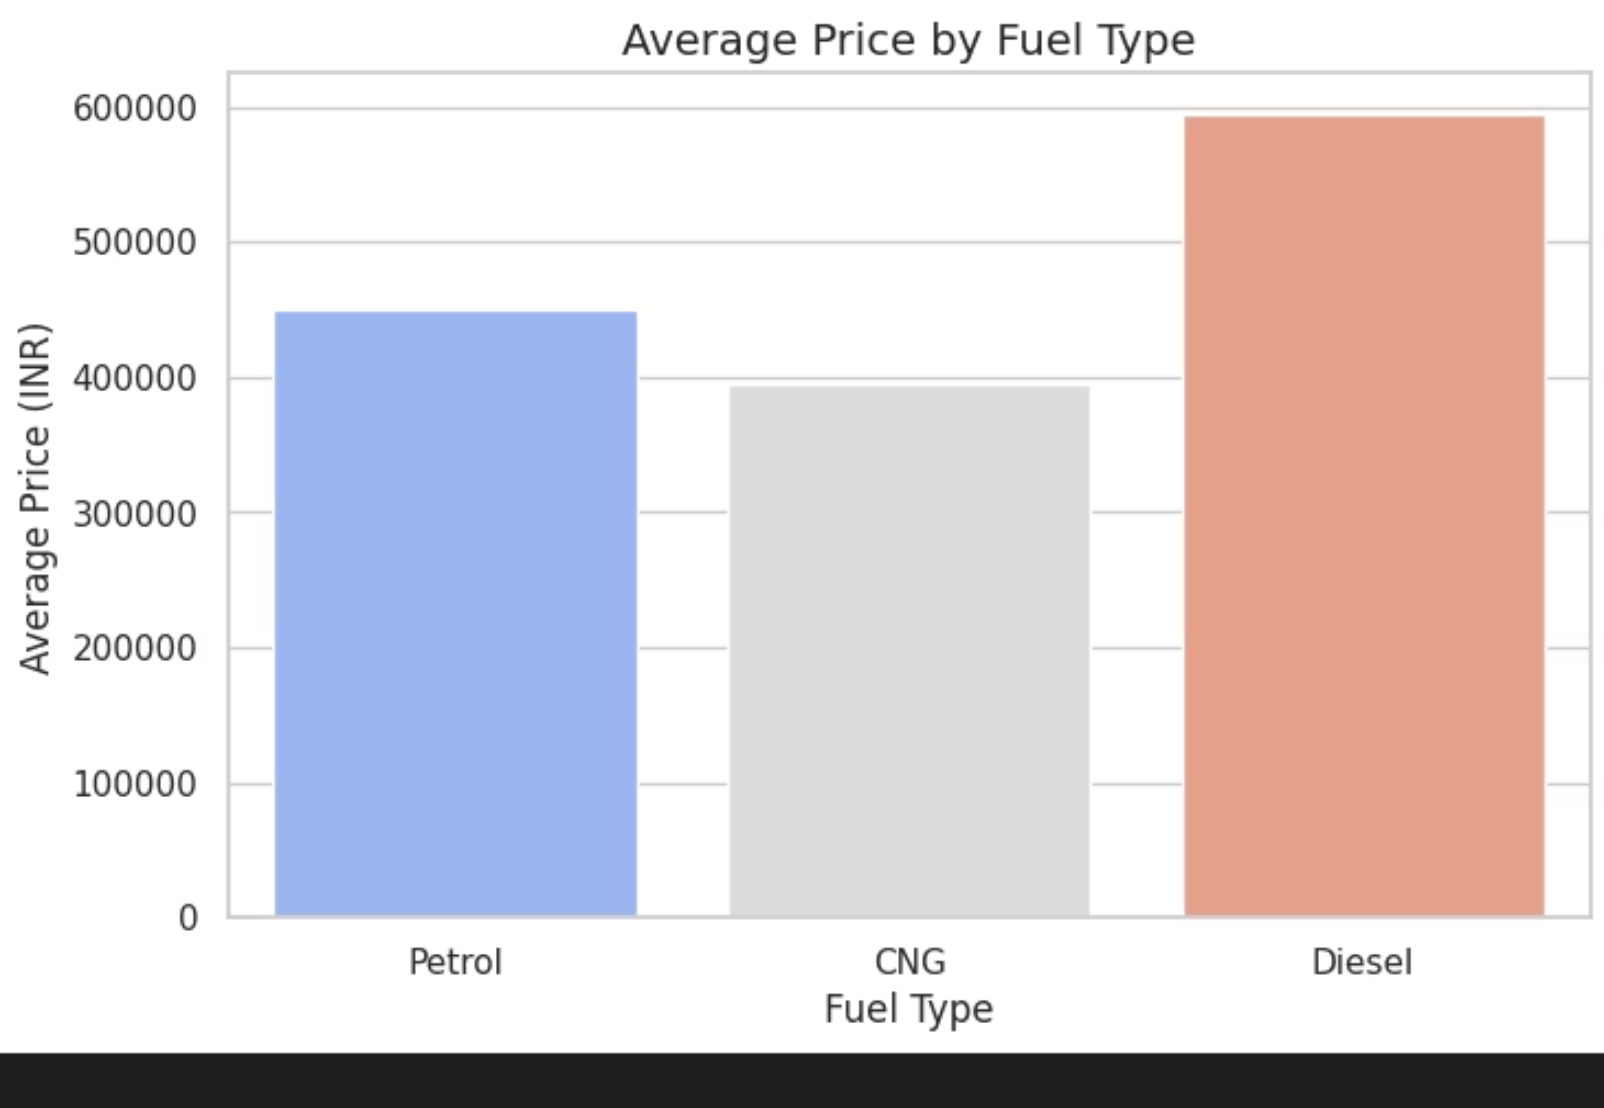 Average Price by Fuel Type
600000
500000
400000
300000
200000
100000
0
Average Price (INR)
Petrol CNG Diesel
Fuel Type